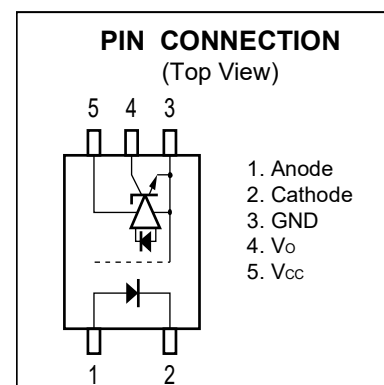 PIN CONNECTION
(Top View)
5 4 3
1. Anode
2. Cathode
3. GND
4. Vo
5. Vcc
1 2